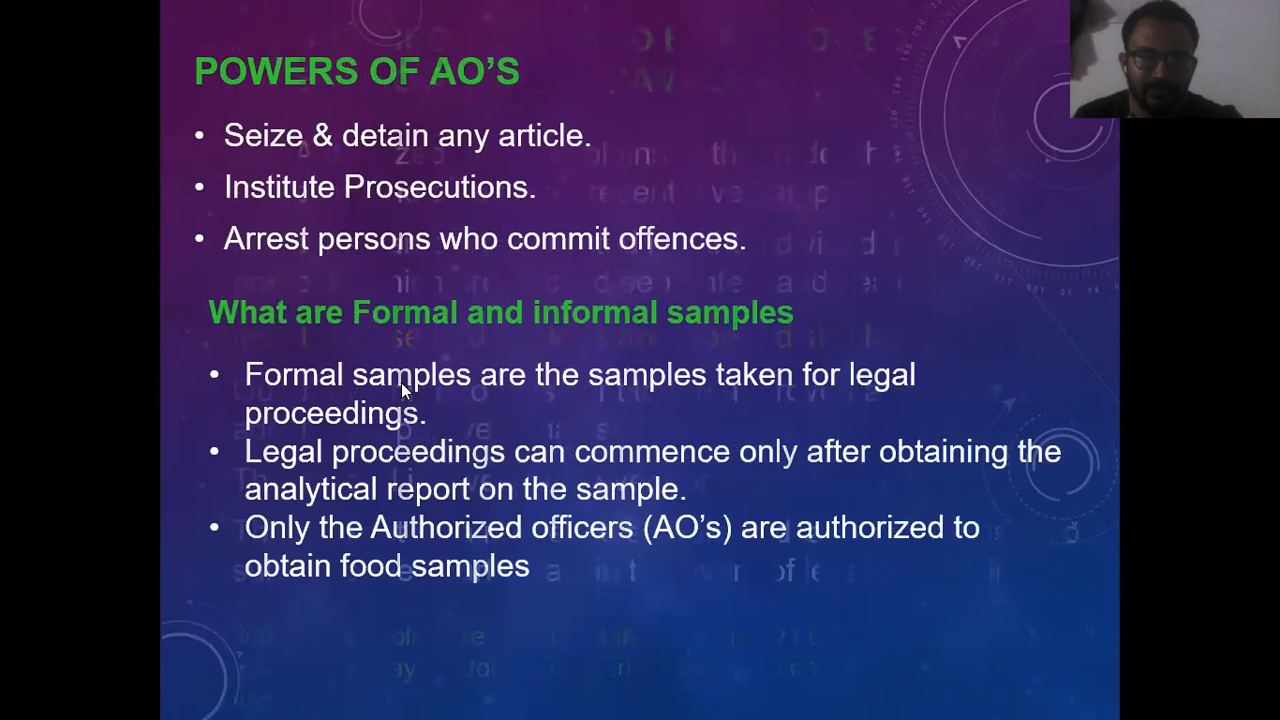 POWERS OF AO'S
• Seize & detain any article.
• Institute Prosecutions.
• Arrest persons who commit offences.
What are Formal and informal samples
• Formal samples are the samples taken for legal
proceedings.
• Legal proceedings can commence only after obtaining the
analytical report on the sample.
• Only the Authorized officers (AO's) are authorized to
obtain food samples